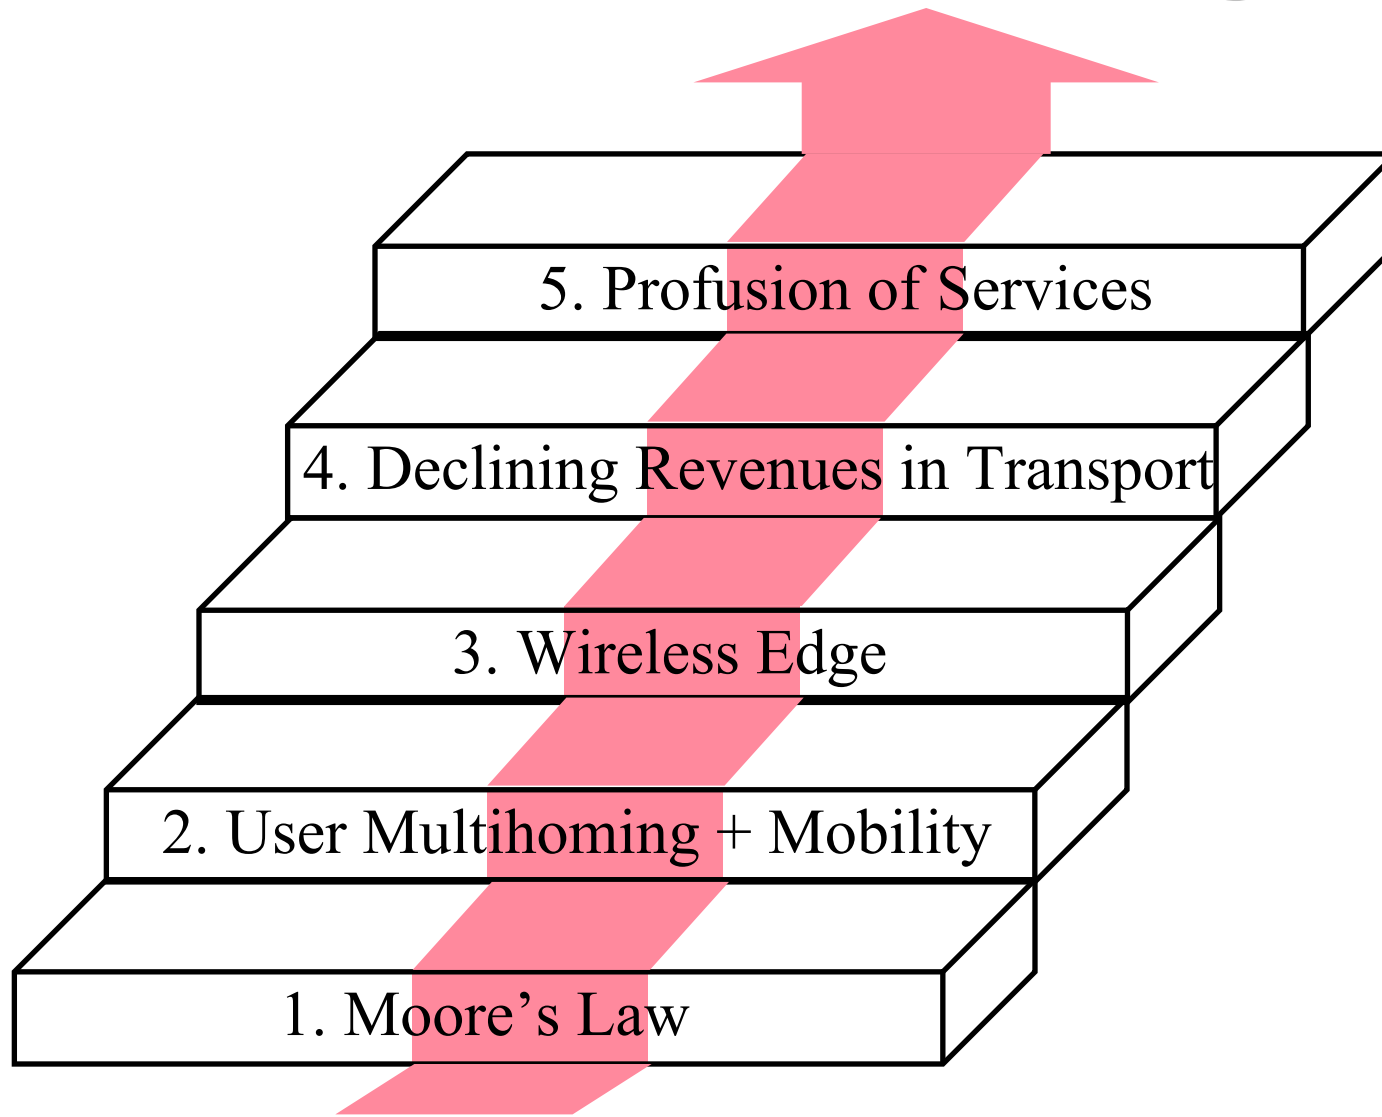 5. Profusion of Services
4. Declining Revenues in Transport
3. Wireless Edge
2. User Multihoming + Mobility
1. Moore’s Law